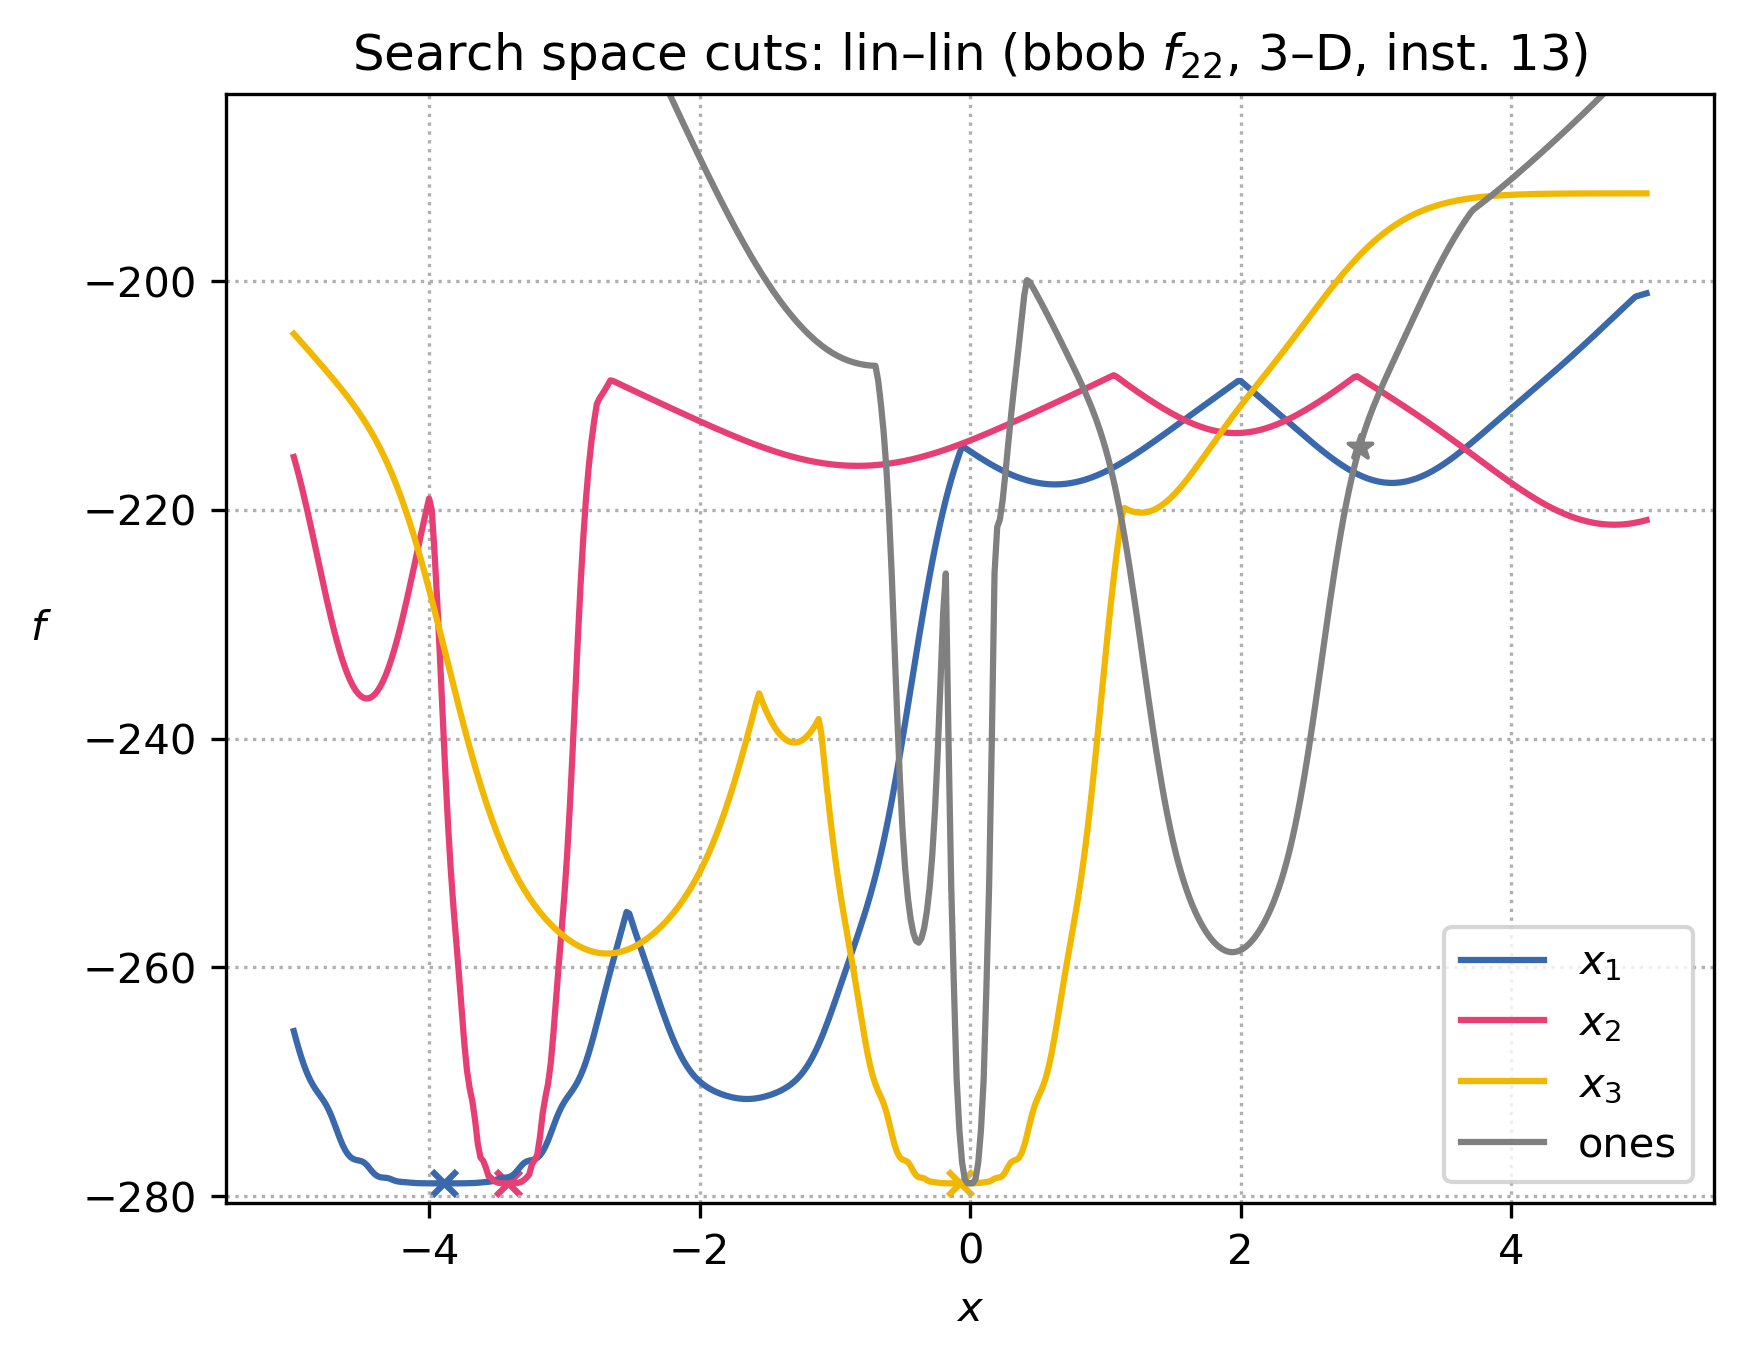 Search space cuts: lin–lin (bbob f₂₂, 3–D, inst. 13)
f
−200
−220
−240
−260
−280
−4
−2
0
2
4
x
x₁
x₂
x₃
ones